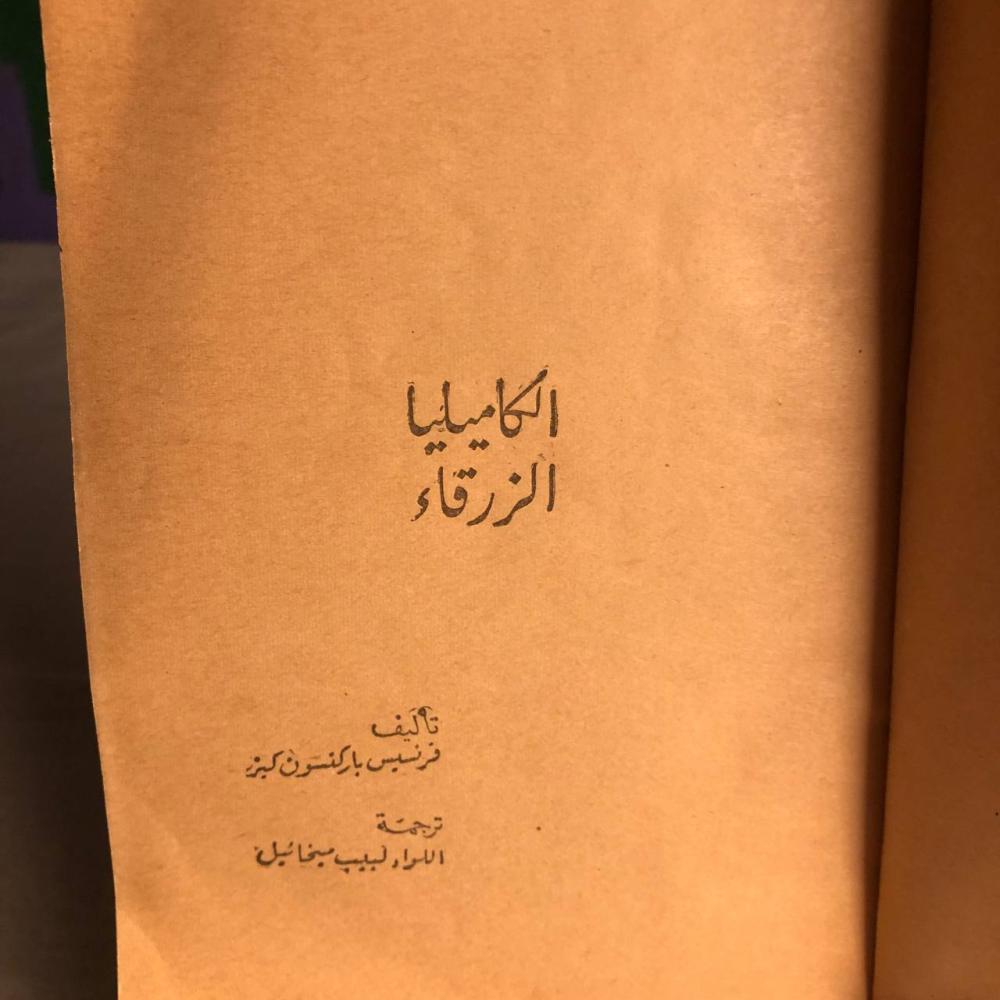 الكاميليا
الزرقاء
تأليف
فرنسيس باركنسون كيز
ترجمة
اللواء لبيب ميخائيل